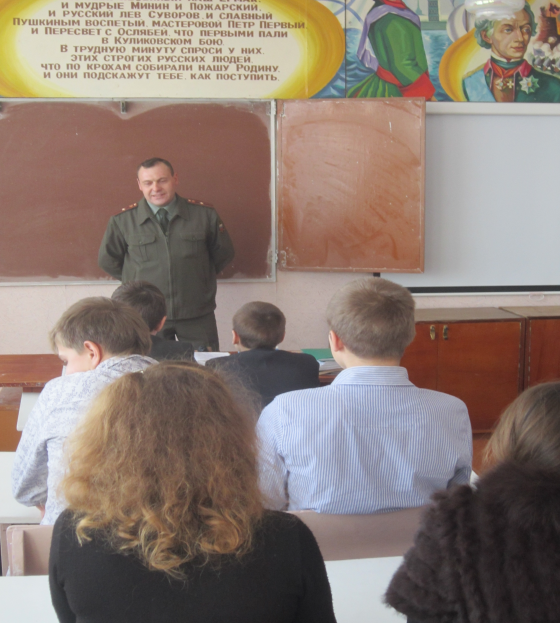 И МУДРЫЕ МИНИН И ПОЖАРСКИЙ
И РУССКИЙ ЛЕВ СУВОРОВ, И СЛАВНЫЙ
ПУШКИНЫМ ВОСПЕТЫЙ, МАСТЕРОВОЙ ПЁТР ПЕРВЫЙ,
И ПЕРЕСВЕТ С ОСЛЯБЕЙ, ЧТО ПЕРВЫМИ ПАЛИ
В КУЛИКОВСКОМ БОЮ.
В ТРУДНУЮ МИНУТУ СПРОСИ У НИХ,
ЭТИХ СТРОГИХ РУССКИХ ЛЮДЕЙ,
ЧТО ПО КРОХАМ СОБИРАЛИ НАШУ РОДИНУ,
И ОНИ ПОДСКАЖУТ ТЕБЕ, КАК ПОСТУПИТЬ.